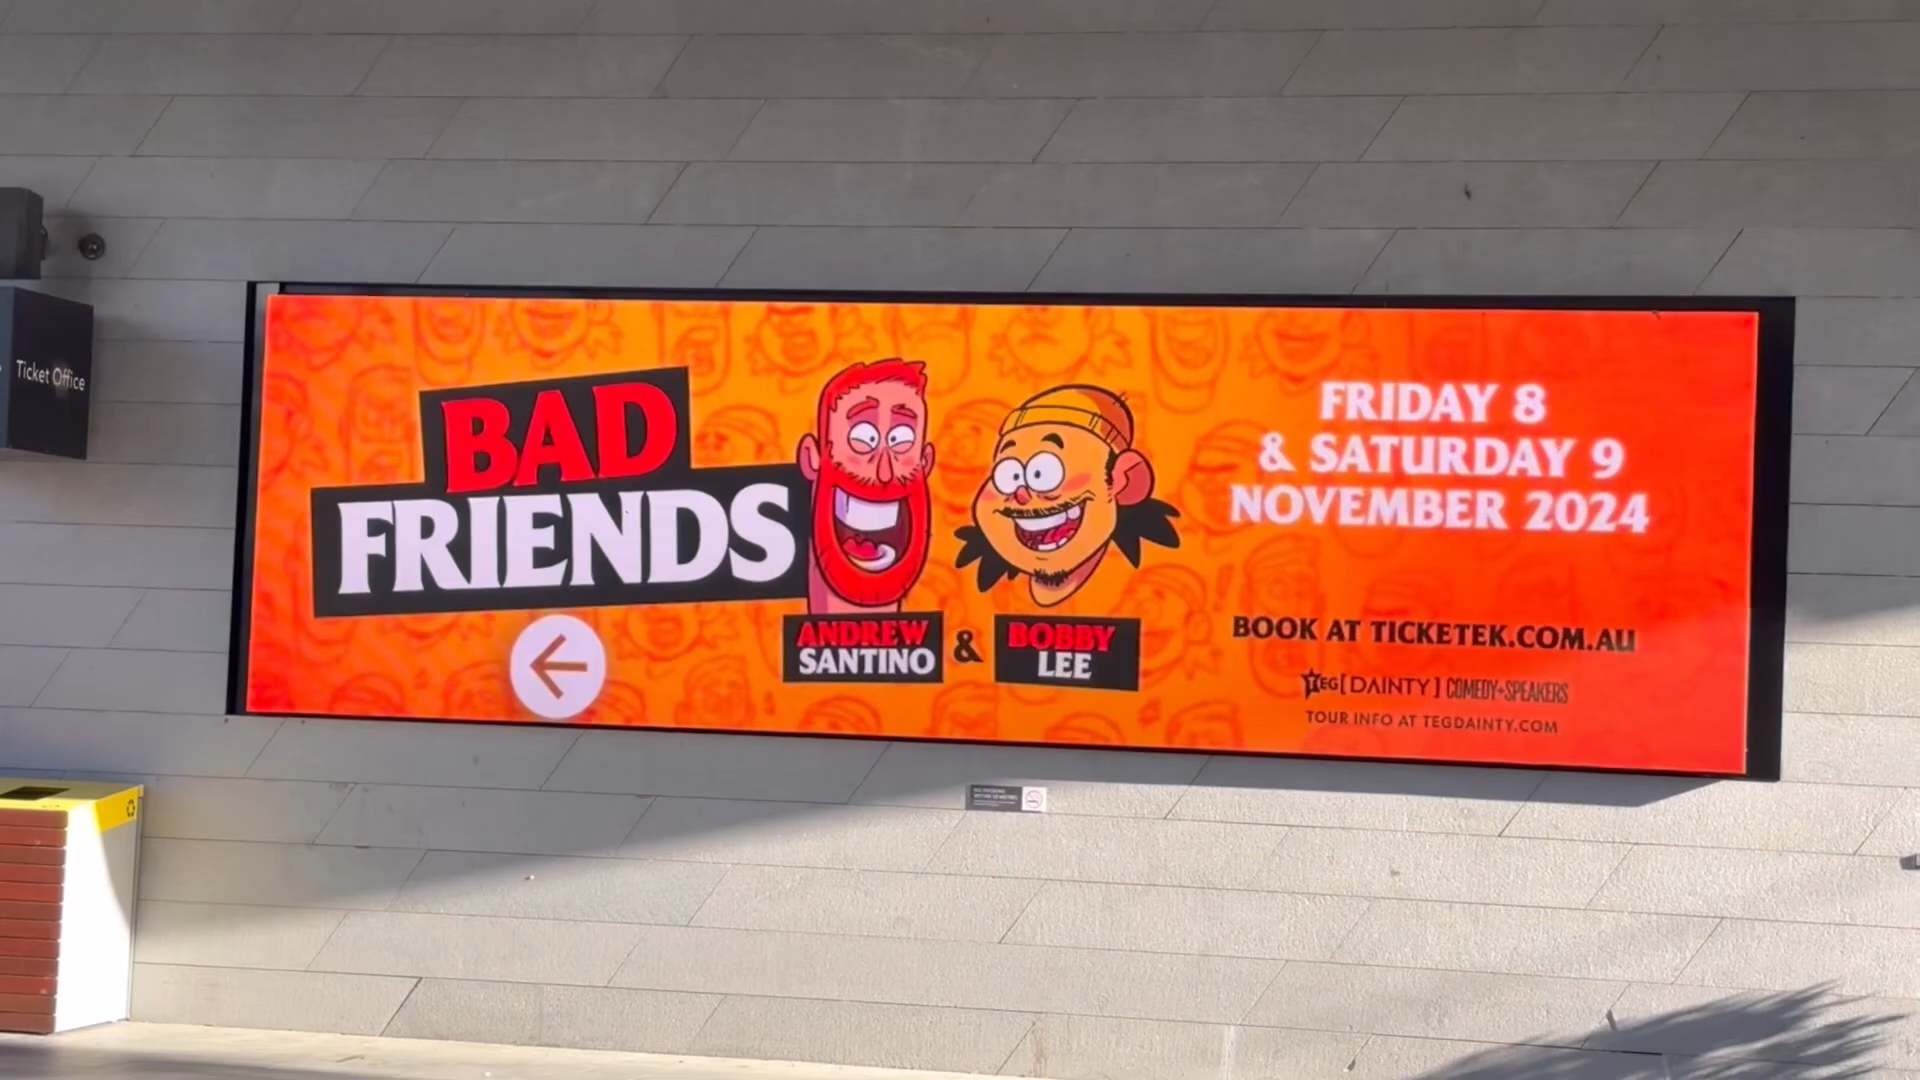 Ticket Office
BAD
FRIENDS
ANDREW
SANTINO
&
BOBBY
LEE
FRIDAY 8
& SATURDAY 9
NOVEMBER 2024
BOOK AT TICKETEK.COM.AU
TEG[DAINTY] COMEDY+SPEAKERS
TOUR INFO AT TEGDAINTY.COM